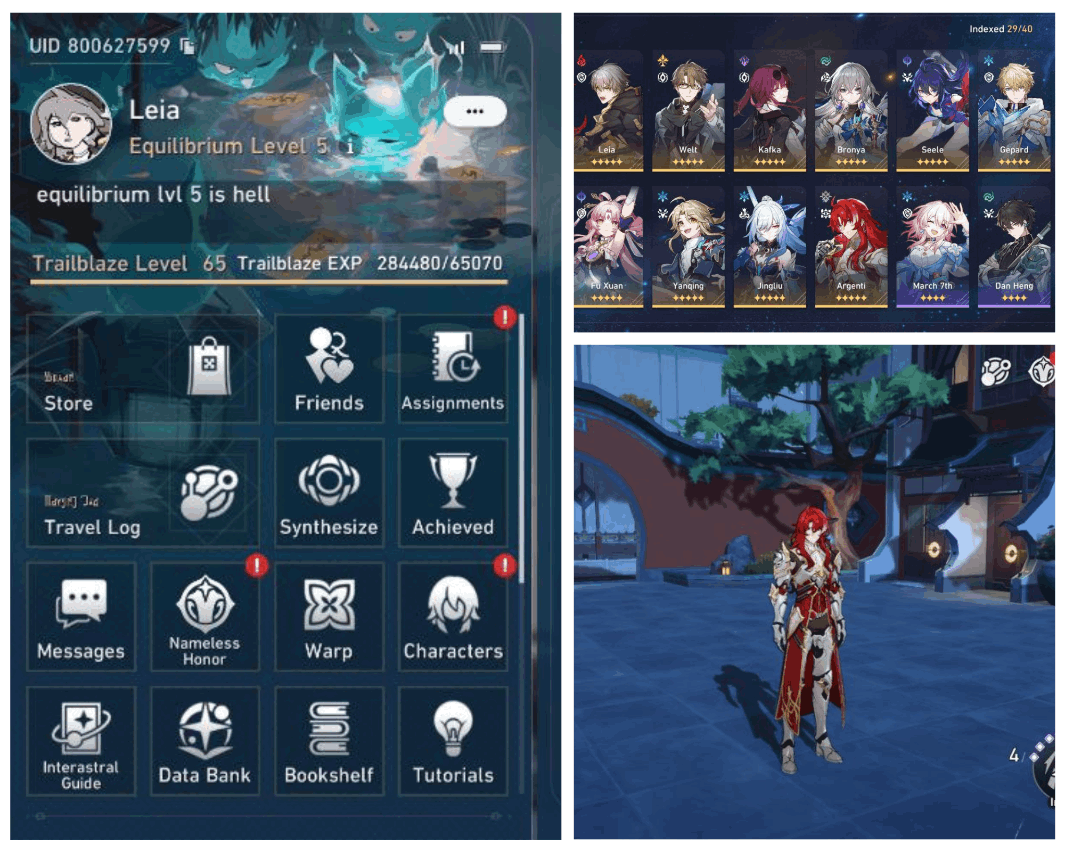 UID 800627599
Leia
Equilibrium Level 5 i
equilibrium lvl 5 is hell
Trailblaze Level 65 Trailblaze EXP 284480/65070
Store
Friends
Assignments
Travel Log
Synthesize
Achieved
Messages
Nameless
Honor
Warp
Characters
Interastral
Guide
Data Bank
Bookshelf
Tutorials
Indexed 29/40
Leia
Welt
Kafka
Bronya
Seele
Gepard
Fu Xuan
Yanqing
Jingliu
Argenti
March 7th
Dan Heng
4